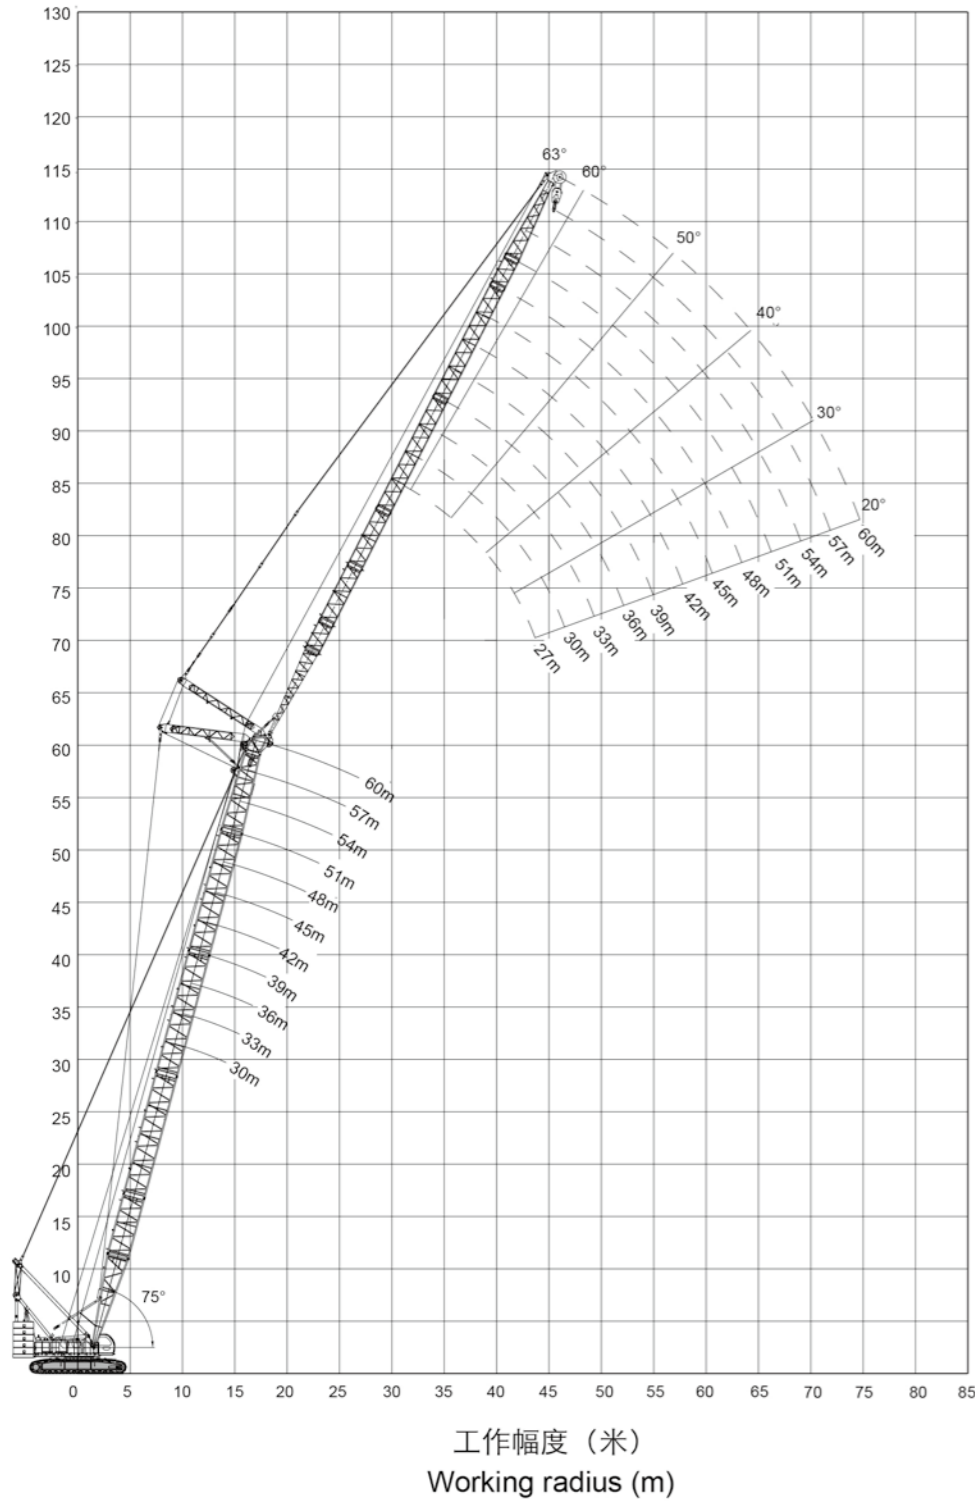 130
125
120
115
110
105
100
95
90
85
80
75
70
65
60
55
50
45
40
35
30
25
20
15
10
63°
60°
50°
40°
30°
20°
60m
57m
54m
51m
48m
45m
42m
39m
36m
33m
30m
27m
60m
57m
54m
51m
48m
45m
42m
39m
36m
33m
30m
75°
0 5 10 15 20 25 30 35 40 45 50 55 60 65 70 75 80 85
工作幅度（米）
Working radius (m)